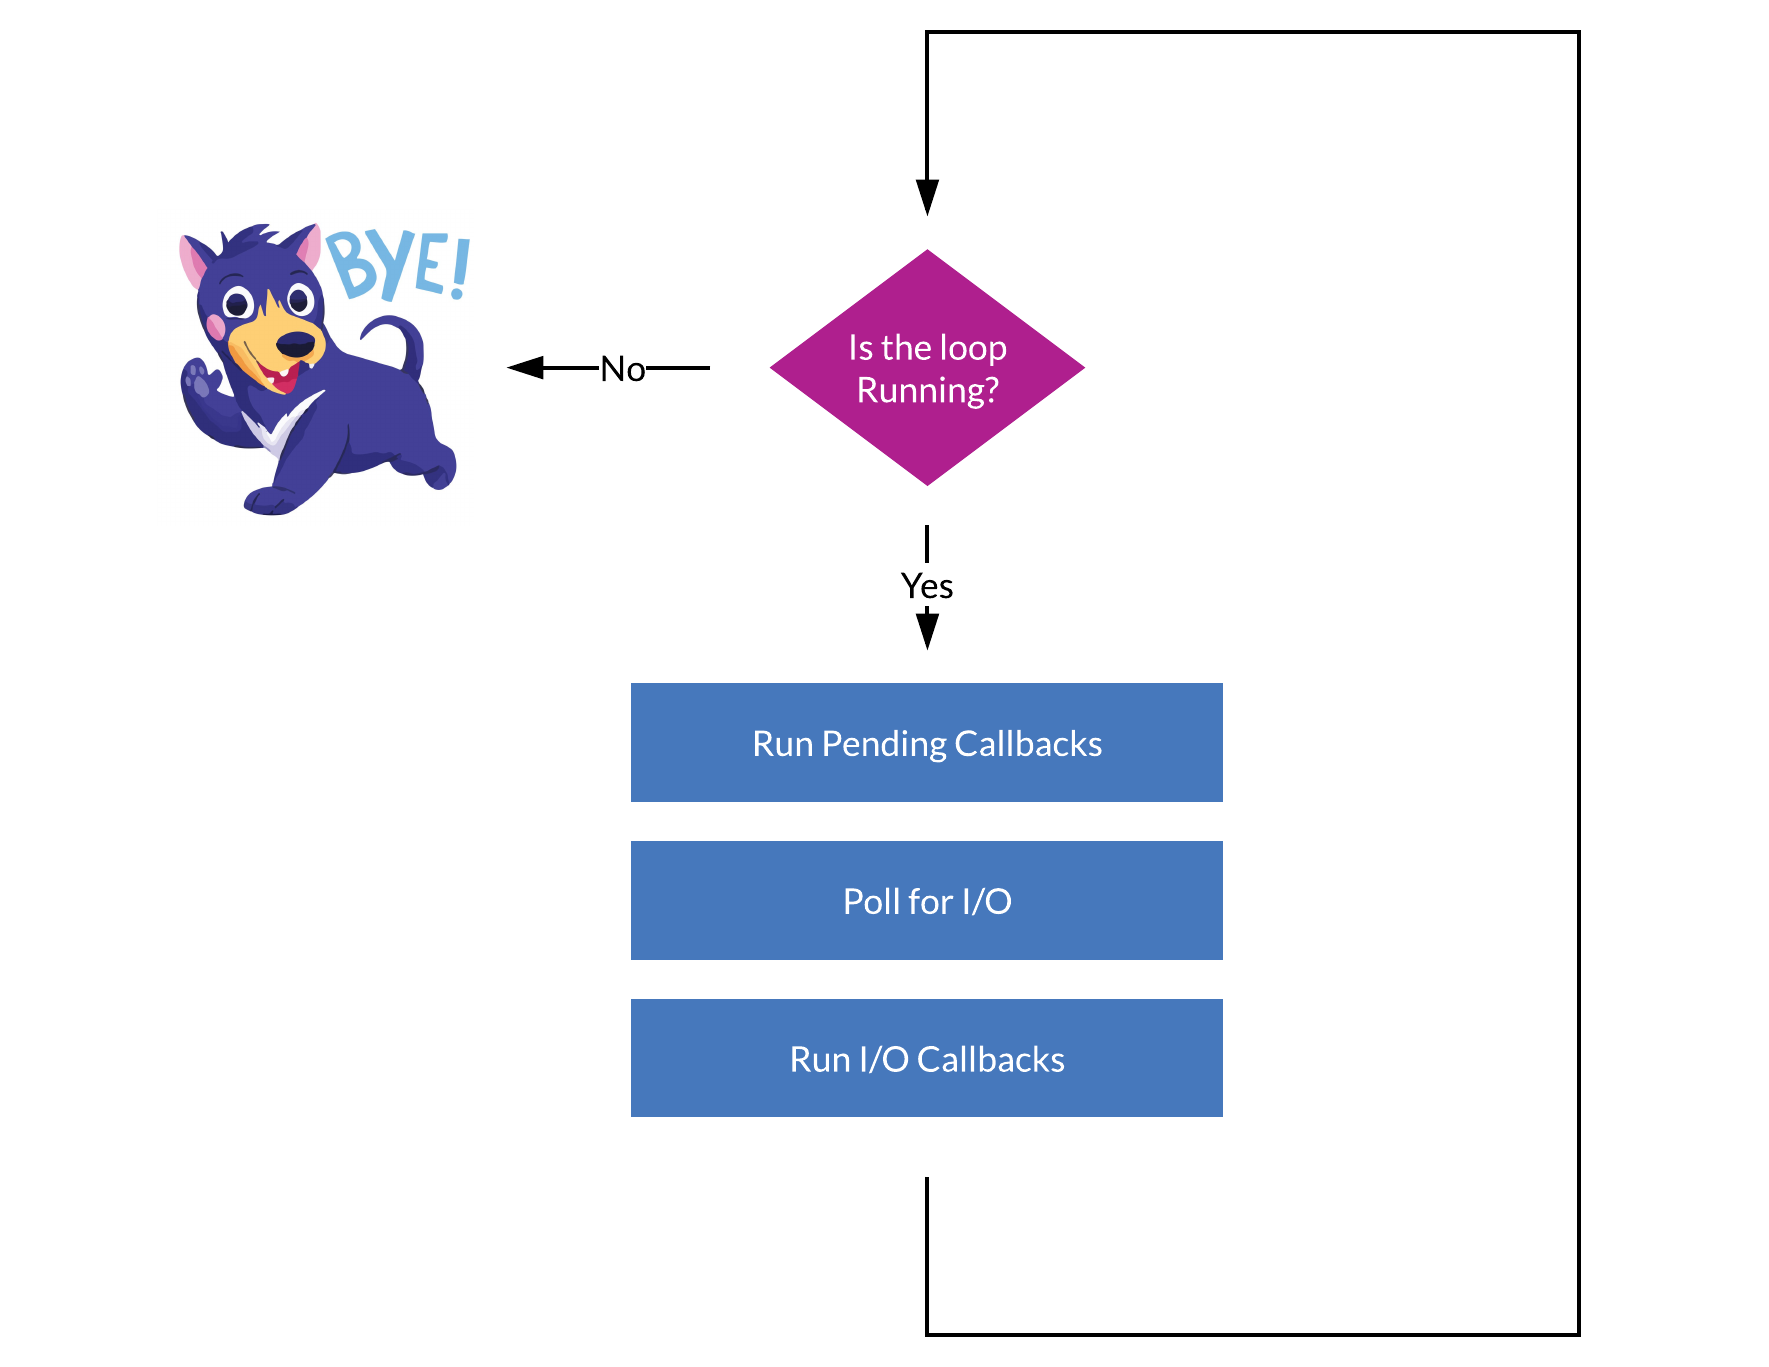 BYE!
Is the loop
Running?
No
Yes
Run Pending Callbacks
Poll for I/O
Run I/O Callbacks